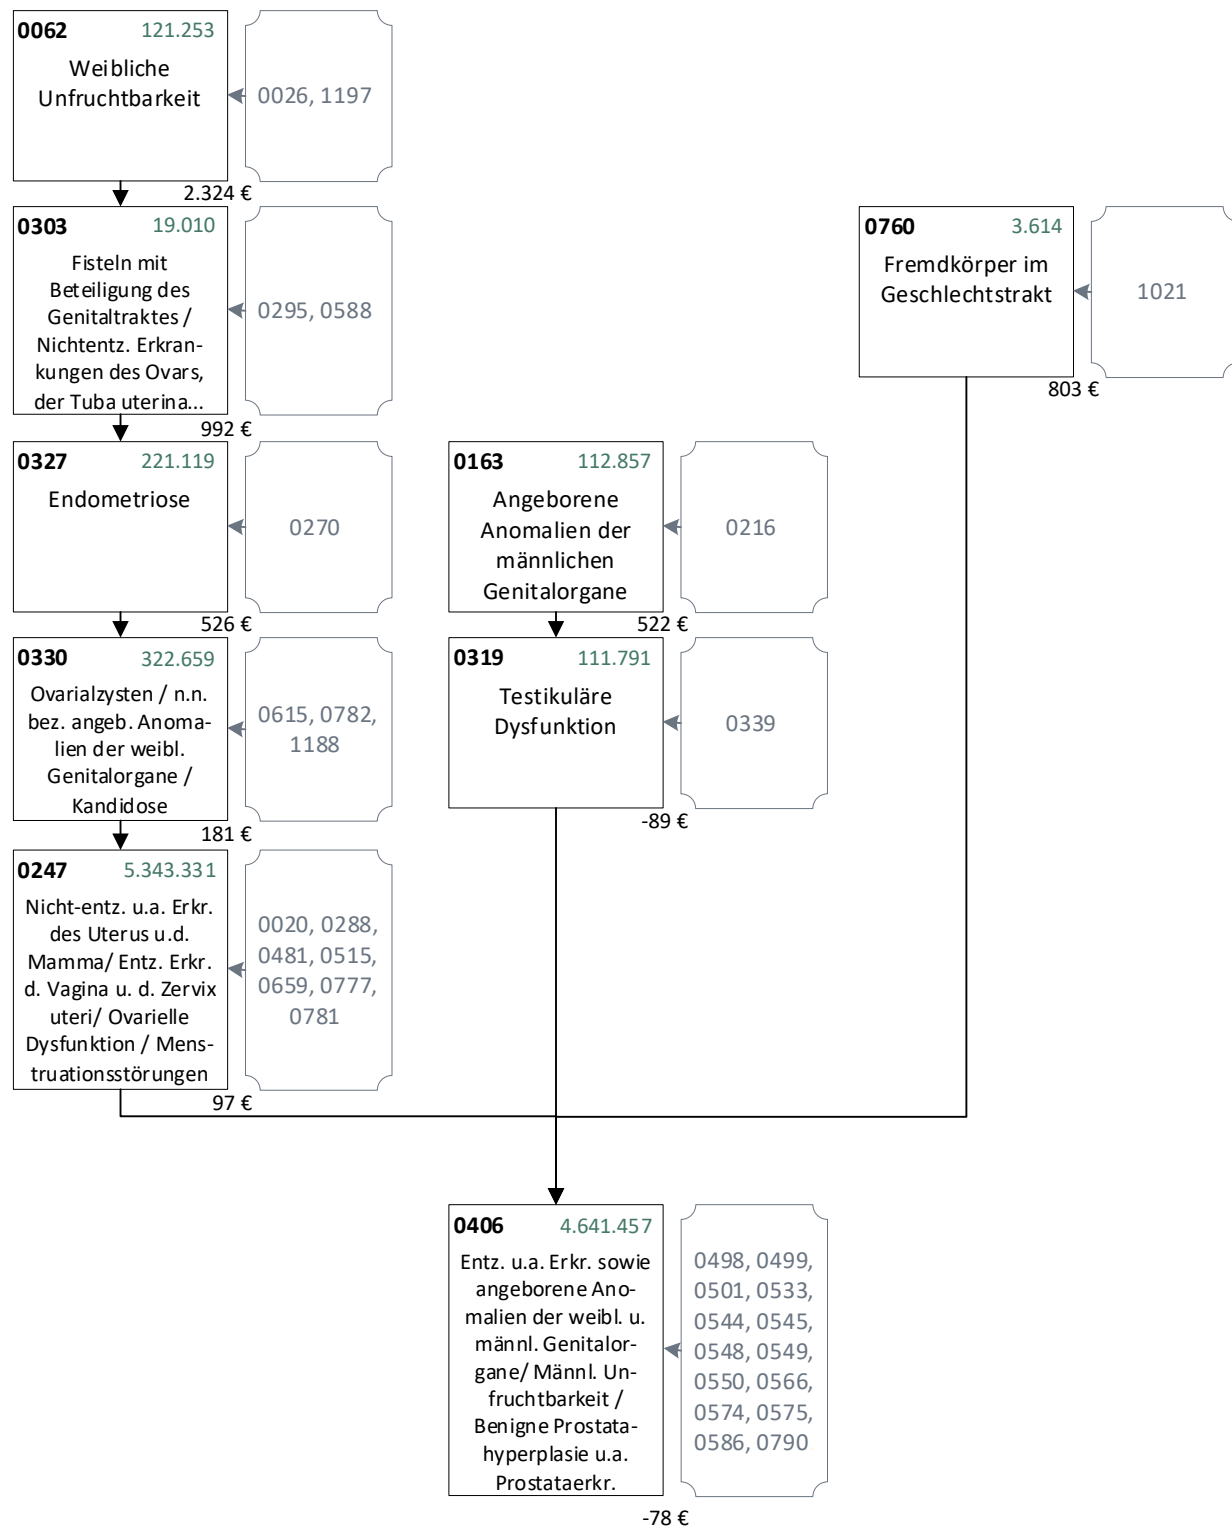 0062 121.253
Weibliche
Unfruchtbarkeit
0026, 1197
2.324 €
0303 19.010
Fisteln mit
Beteiligung des
Genitaltraktes /
Nichtentz. Erkran-
kungen des Ovars,
der Tuba uterina...
0295, 0588
992 €
0760 3.614
Fremdkörper im
Geschlechtstrakt
1021
803 €
0327 221.119
Endometriose
0270
526 €
0163 112.857
Angeborene
Anomalien der
männlichen
Genitalorgane
0216
522 €
0330 322.659
Ovarialzysten / n.n.
bez. angeb. Anoma-
lien der weibl.
Genitalorgane /
Kandidose
0615, 0782,
1188
181 €
0319 111.791
Testikuläre
Dysfunktion
0339
-89 €
0247 5.343.331
Nicht-entz. u.a. Erkr.
des Uterus u.d.
Mamma/ Entz. Erkr.
d. Vagina u. d. Zervix
uteri/ Ovarielle
Dysfunktion / Mens-
truationsstörungen
0020, 0288,
0481, 0515,
0659, 0777,
0781
97 €
0406 4.641.457
Entz. u.a. Erkr. sowie
angeborene Ano-
malien der weibl. u.
männl. Genitalor-
gane/ Männl. Un-
fruchtbarkeit /
Benigne Prostata-
hyperplasie u.a.
Prostataerkr.
0498, 0499,
0501, 0533,
0544, 0545,
0548, 0549,
0550, 0566,
0574, 0575,
0586, 0790
-78 €